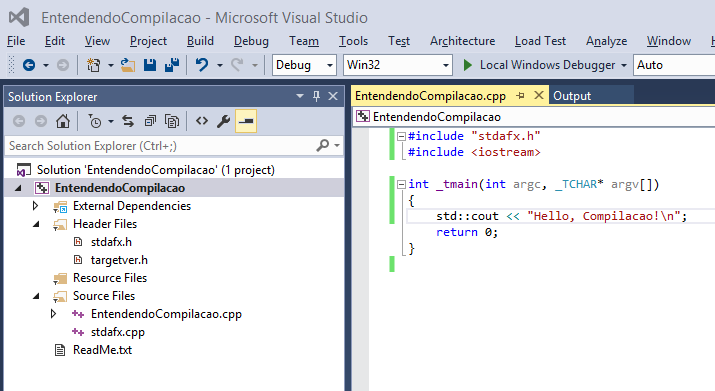 EntendendoCompilacao - Microsoft Visual Studio
File Edit View Project Build Debug Team Tools Test Architecture Load Test Analyze Window
Debug Win32 Local Windows Debugger Auto
Solution Explorer
Search Solution Explorer (Ctrl+;)
Solution 'EntendendoCompilacao' (1 project)
EntendendoCompilacao
External Dependencies
Header Files
stdafx.h
targetver.h
Resource Files
Source Files
EntendendoCompilacao.cpp
stdafx.cpp
ReadMe.txt
EntendendoCompilacao.cpp Output
EntendendoCompilacao
#include "stdafx.h"
#include <iostream>
int _tmain(int argc, _TCHAR* argv[])
{
std::cout << "Hello, Compilacao!\n";
return 0;
}